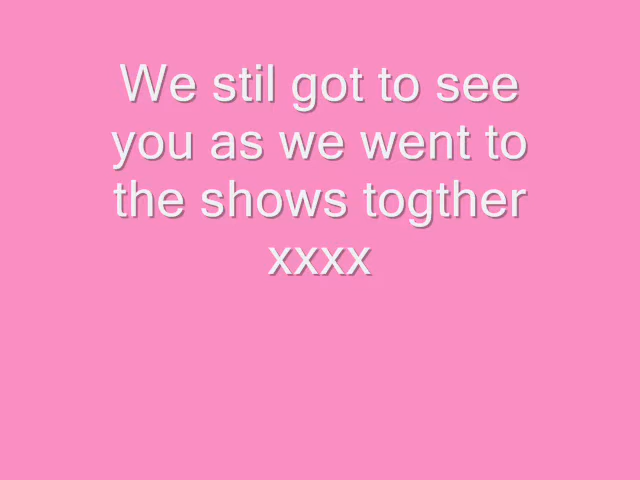 We stil got to see
you as we went to
the shows togther
xxxx